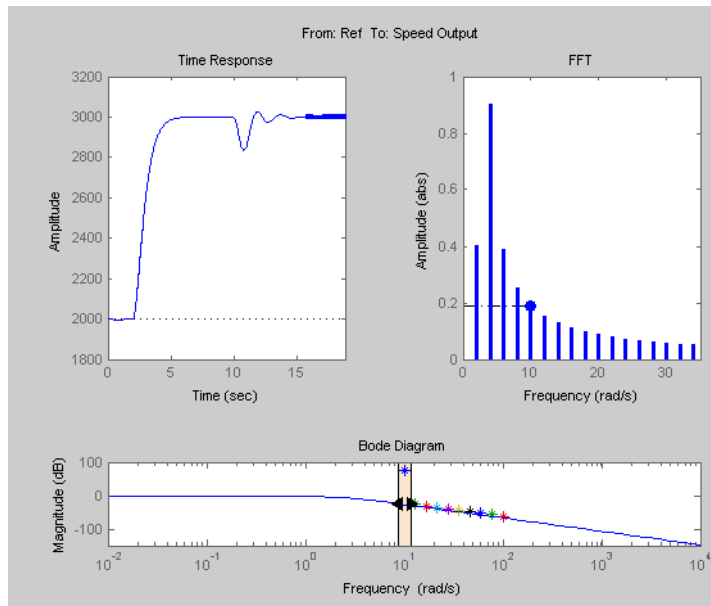 From: Ref To: Speed Output
Time Response
3200
3000
2800
2600
2400
2200
2000
1800
0 5 10 15
Amplitude
Time (sec)
FFT
1
0.8
0.6
0.4
0.2
0
0 10 20 30
Amplitude (abs)
Frequency (rad/s)
Bode Diagram
100
0
-100
Magnitude (dB)
10^-2 10^-1 10^0 10^1 10^2 10^3 10^4
Frequency (rad/s)